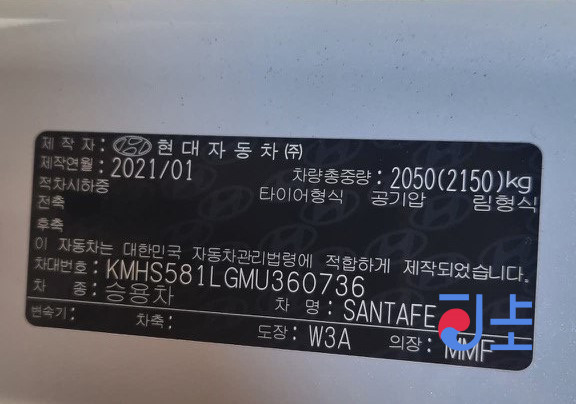 제작자: HYUNDAI 현대자동차㈜
제작연월: 2021/01 차량총중량: 2050(2150)kg
적차시하중 타이어형식 공기압 림형식
전축
후축
이 자동차는 대한민국 자동차관리법령에 적합하게 제작되었습니다.
차대번호: KMHS581LGMU360736
차 종: 승용차 차 명: SANTAFE
변속기: 차축: 도장: W3A 의장: MMF